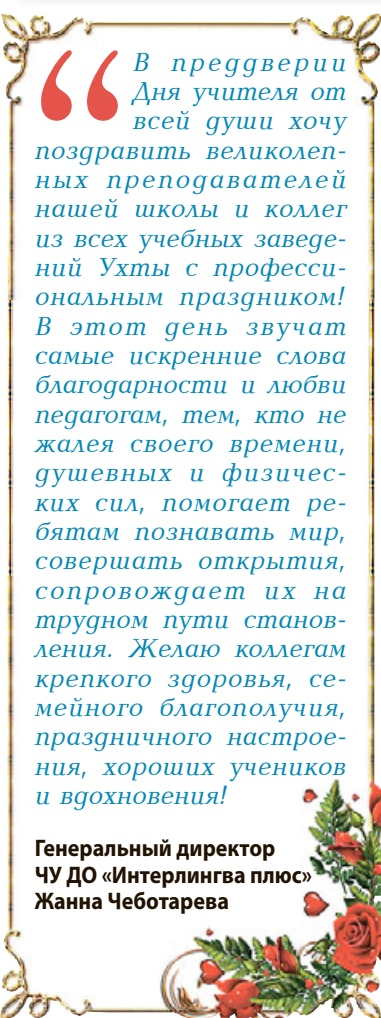 “
В преддверии
Дня учителя от
всей души хочу
поздравить великолеп-
ных преподавателей
нашей школы и коллег
из всех учебных заведе-
ний Ухты с професси-
ональным праздником!
В этот день звучат
самые искренние слова
благодарности и любви
педагогам, тем, кто не
жалея своего времени,
душевных и физичес-
ких сил, помогает ре-
бятам познавать мир,
совершать открытия,
сопровождает их на
трудном пути станов-
ления. Желаю коллегам
крепкого здоровья, се-
мейного благополучия,
праздничного настрое-
ния, хороших учеников
и вдохновения!
Генеральный директор
ЧУ ДО «Интерлингва плюс»
Жанна Чеботарева